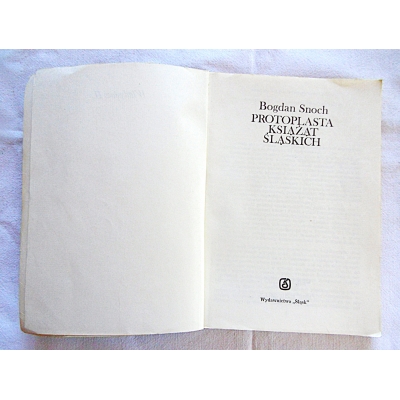 Bogdan Snoch
PROTOPLASTA
KSIĄŻĄT
ŚLĄSKICH
Wydawnictwo „Śląsk”